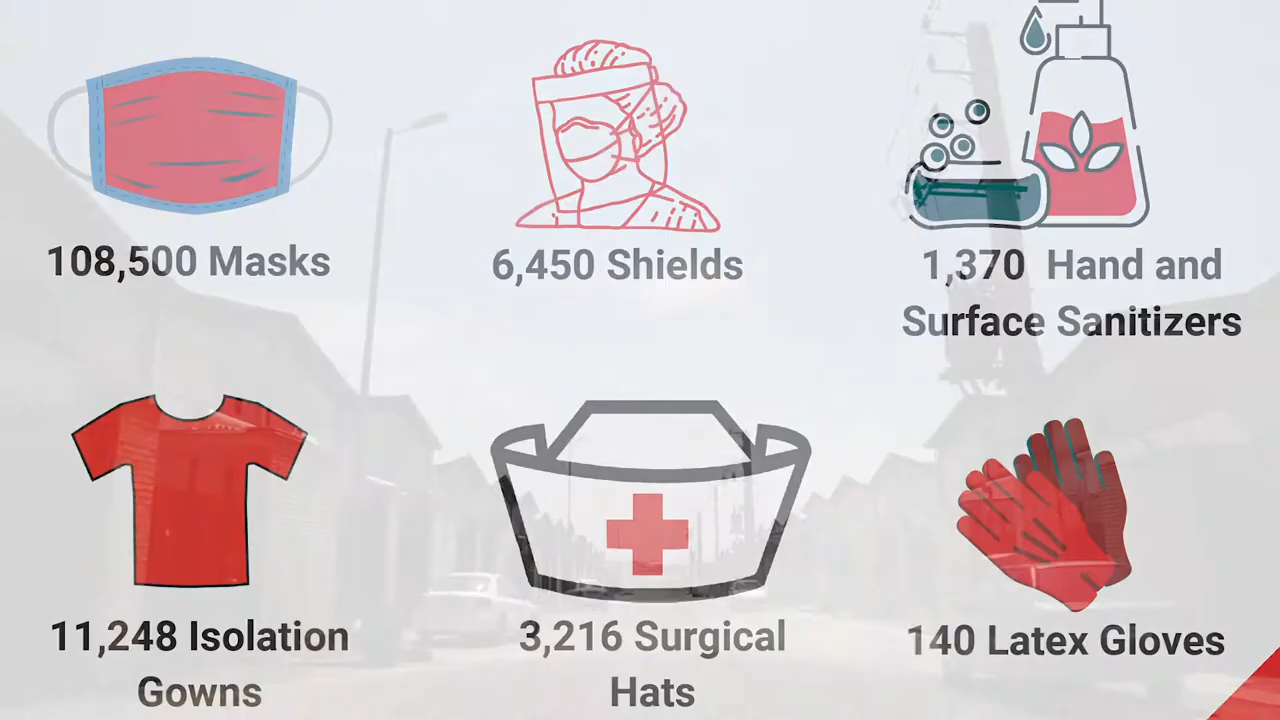 108,500 Masks
6,450 Shields
1,370 Hand and
Surface Sanitizers
11,248 Isolation
Gowns
3,216 Surgical
Hats
140 Latex Gloves